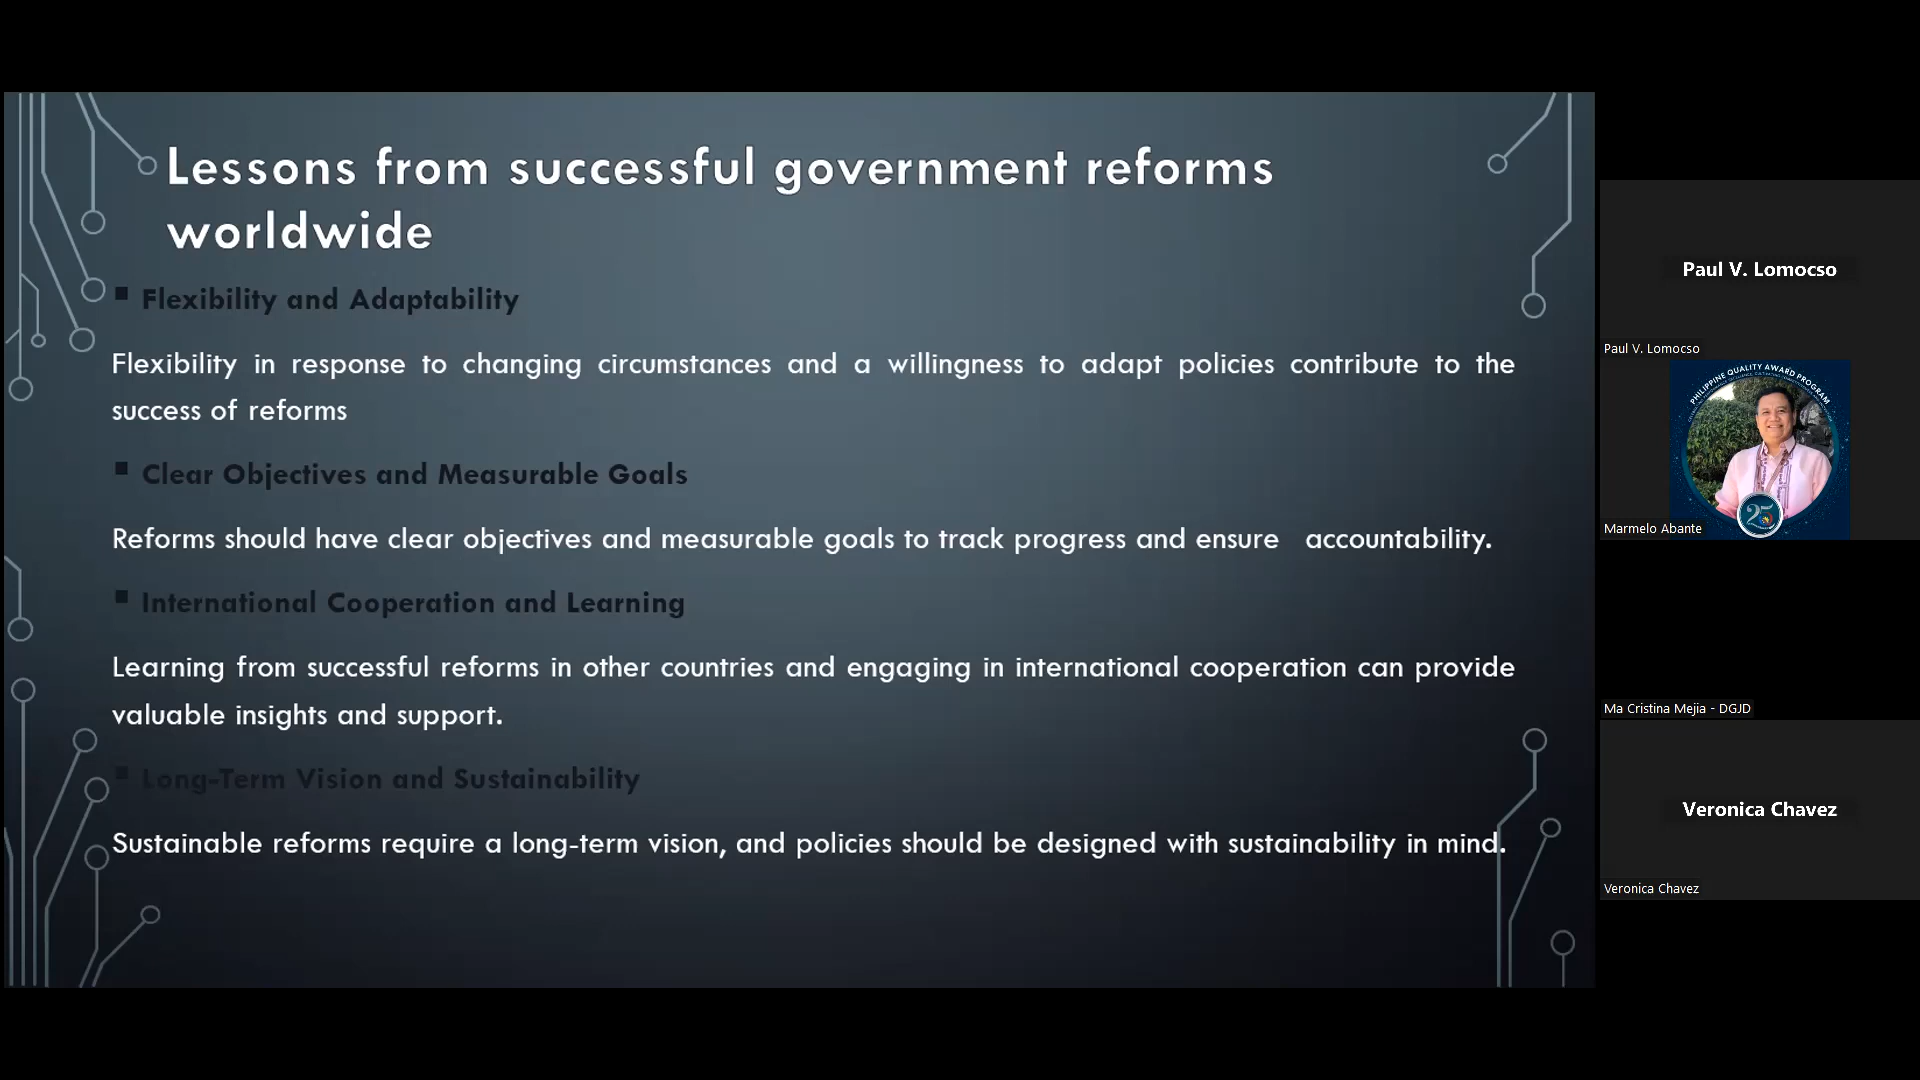 Lessons from successful government reforms
worldwide
▪ Flexibility and Adaptability
Flexibility in response to changing circumstances and a willingness to adapt policies contribute to the
success of reforms
▪ Clear Objectives and Measurable Goals
Reforms should have clear objectives and measurable goals to track progress and ensure accountability.
▪ International Cooperation and Learning
Learning from successful reforms in other countries and engaging in international cooperation can provide
valuable insights and support.
▪ Long-Term Vision and Sustainability
Sustainable reforms require a long-term vision, and policies should be designed with sustainability in mind.
Paul V. Lomocso
Paul V. Lomocso
PHILIPPINE QUALITY AWARD PROGRAM
25
Marmelo Abante
Ma Cristina Mejia - DGJD
Veronica Chavez
Veronica Chavez